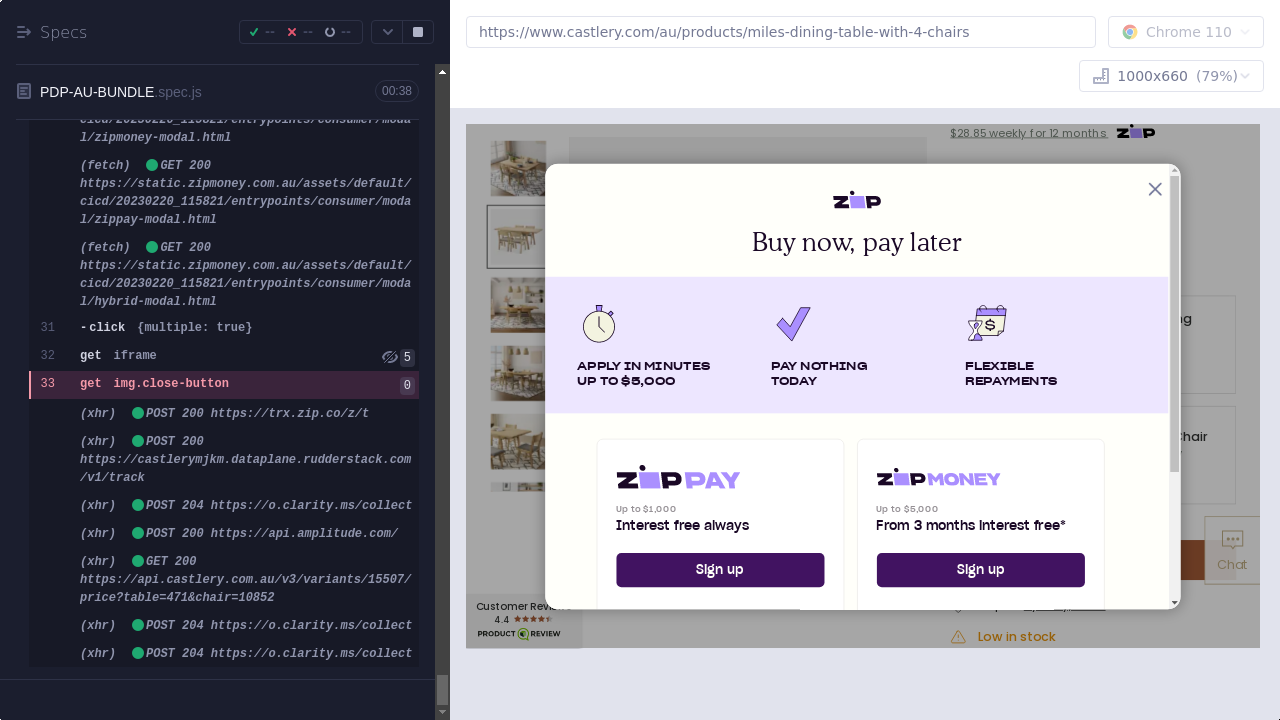 Specs
--
--
--
https://www.castlery.com/au/products/miles-dining-table-with-4-chairs
Chrome 110
1000x660 (79%)
PDP-AU-BUNDLE.spec.js
00:38
cicd/20230220_115821/entrypoints/consumer/moda
l/zipmoney-modal.html
(fetch) GET 200
https://static.zipmoney.com.au/assets/default/
cicd/20230220_115821/entrypoints/consumer/moda
l/zippay-modal.html
(fetch) GET 200
https://static.zipmoney.com.au/assets/default/
cicd/20230220_115821/entrypoints/consumer/moda
l/hybrid-modal.html
31 -click {multiple: true}
32 get iframe 5
33 get img.close-button 0
(xhr) POST 200 https://trx.zip.co/z/t
(xhr) POST 200
https://castlerymjkm.dataplane.rudderstack.com
/v1/track
(xhr) POST 204 https://o.clarity.ms/collect
(xhr) POST 200 https://api.amplitude.com/
(xhr) GET 200
https://api.castlery.com.au/v3/variants/15507/
price?table=471&chair=10852
(xhr) POST 204 https://o.clarity.ms/collect
(xhr) POST 204 https://o.clarity.ms/collect
$28.85 weekly for 12 months
ZIP
ZIP
Buy now, pay later
APPLY IN MINUTES
UP TO $5,000
PAY NOTHING
TODAY
$
FLEXIBLE
REPAYMENTS
ZIP PAY
Up to $1,000
Interest free always
Sign up
ZIP MONEY
Up to $5,000
From 3 months interest free*
Sign up
Chair
Chat
Customer
4.4
PRODUCT REVIEW
Low in stock